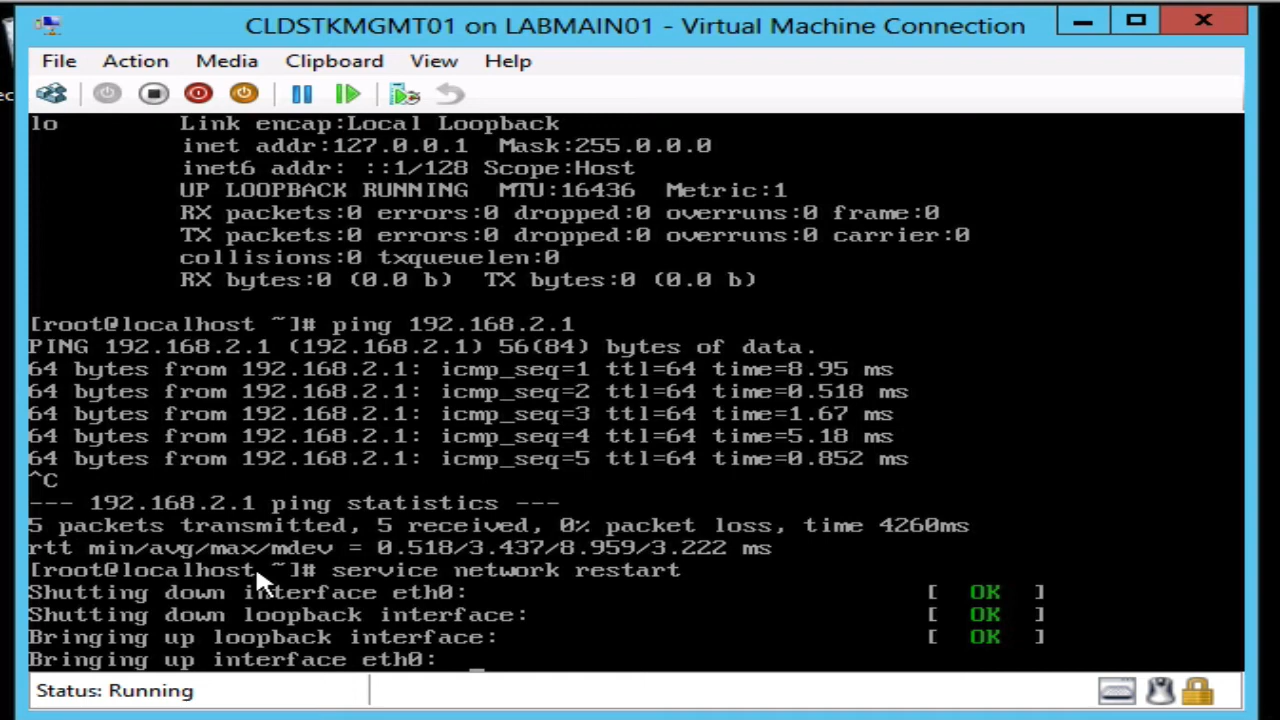 CLDSTKMGMT01 on LABMAIN01 - Virtual Machine Connection
File Action Media Clipboard View Help
lo Link encap:Local Loopback
inet addr:127.0.0.1 Mask:255.0.0.0
inet6 addr: ::1/128 Scope:Host
UP LOOPBACK RUNNING MTU:16436 Metric:1
RX packets:0 errors:0 dropped:0 overruns:0 frame:0
TX packets:0 errors:0 dropped:0 overruns:0 carrier:0
collisions:0 txqueuelen:0
RX bytes:0 (0.0 b) TX bytes:0 (0.0 b)
[root@localhost ~]# ping 192.168.2.1
PING 192.168.2.1 (192.168.2.1) 56(84) bytes of data.
64 bytes from 192.168.2.1: icmp_seq=1 ttl=64 time=8.95 ms
64 bytes from 192.168.2.1: icmp_seq=2 ttl=64 time=0.518 ms
64 bytes from 192.168.2.1: icmp_seq=3 ttl=64 time=1.67 ms
64 bytes from 192.168.2.1: icmp_seq=4 ttl=64 time=5.18 ms
64 bytes from 192.168.2.1: icmp_seq=5 ttl=64 time=0.852 ms
^C
--- 192.168.2.1 ping statistics ---
5 packets transmitted, 5 received, 0% packet loss, time 4260ms
rtt min/avg/max/mdev = 0.518/3.437/8.959/3.222 ms
[root@localhost ~]# service network restart
Shutting down interface eth0: [ OK ]
Shutting down loopback interface: [ OK ]
Bringing up loopback interface: [ OK ]
Bringing up interface eth0: _
Status: Running